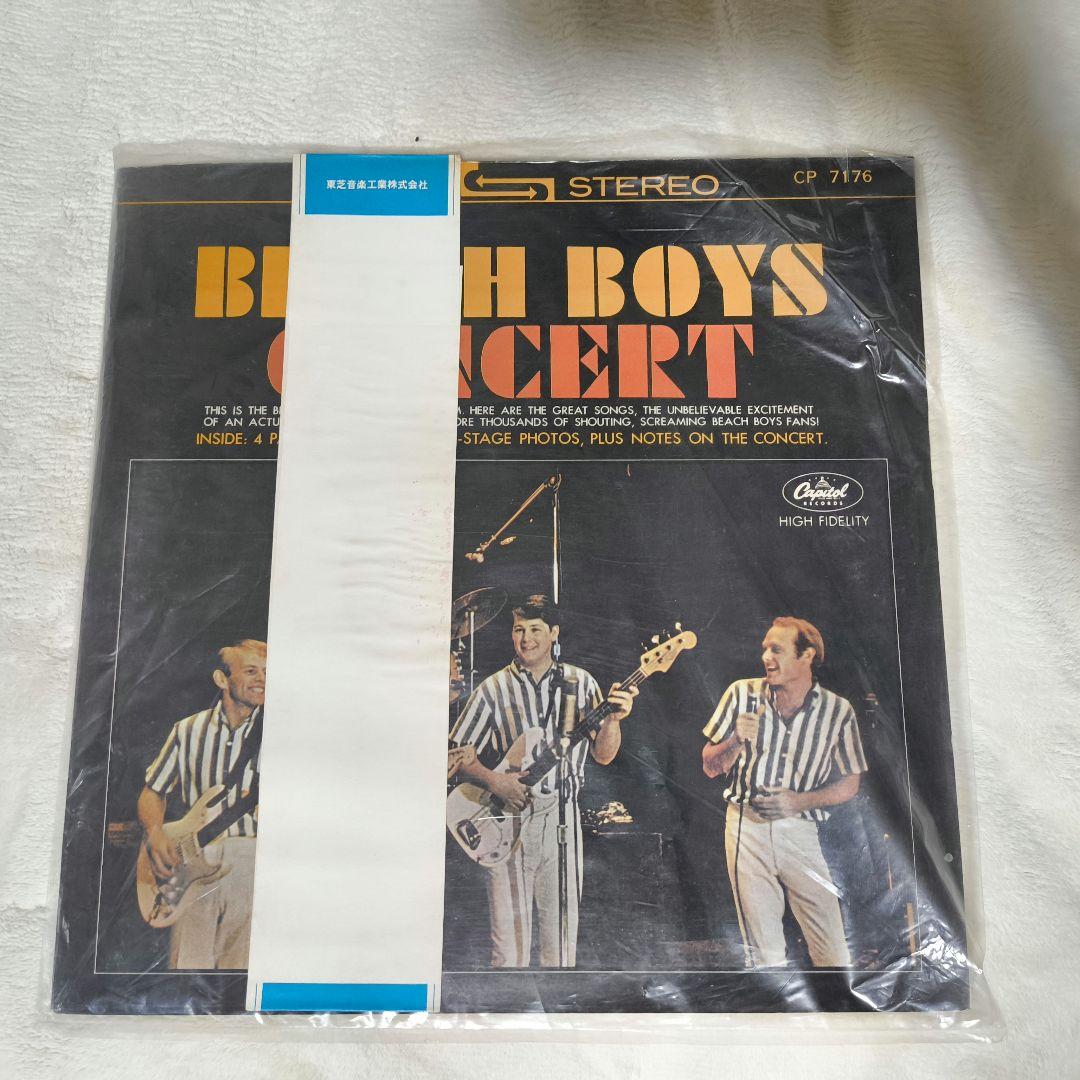 東芝音楽工業株式会社
STEREO
CP 7176
BE H BOYS
C NCERT
THIS IS THE B M. HERE ARE THE GREAT SONGS, THE UNBELIEVABLE EXCITEMENT
OF AN ACTU ORE THOUSANDS OF SHOUTING, SCREAMING BEACH BOYS FANS!
INSIDE: 4 P -STAGE PHOTOS, PLUS NOTES ON THE CONCERT.
Capitol
RECORDS
HIGH FIDELITY